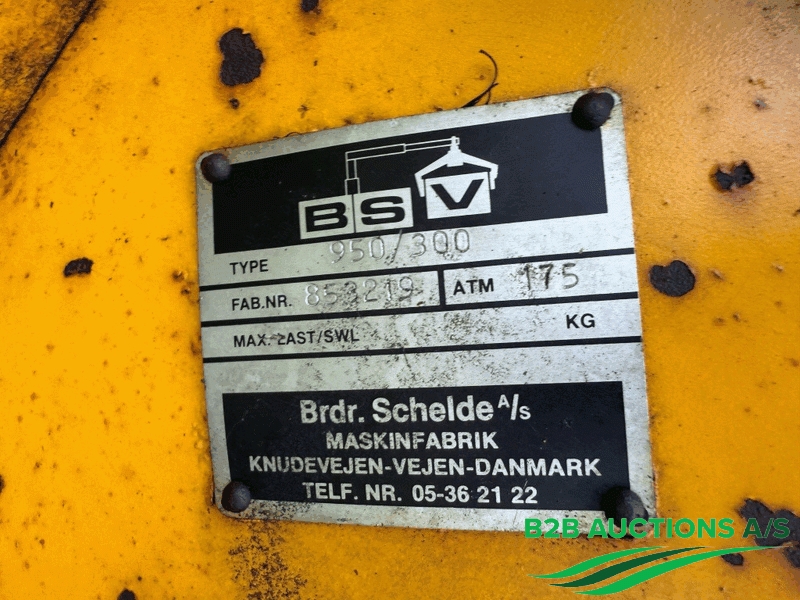 BSV
TYPE 950/300
FAB.NR. 853219 ATM 175
MAX. LAST/SWL KG
Brdr. Schelde A/S
MASKINFABRIK
KNUDEVEJEN-VEJEN-DANMARK
TELF. NR. 05-36 21 22
B2B AUCTIONS A/S